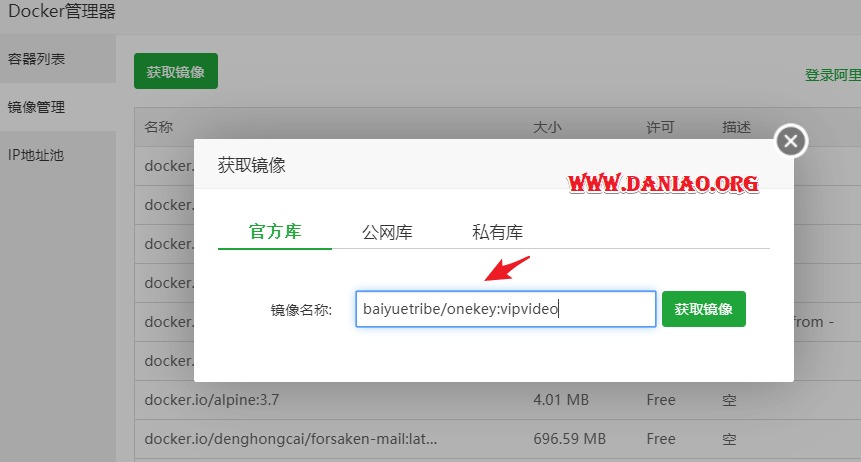 Docker管理器
容器列表
镜像管理
IP地址池
获取镜像
登录阿里
名称 大小 许可 描述
docker.
docker.
docker.
docker.
docker. from -
docker.
docker.io/alpine:3.7 4.01 MB Free 空
docker.io/denghongcai/forsaken-mail:lat... 696.59 MB Free 空
获取镜像
WWW.DANIAO.ORG
官方库 公网库 私有库
镜像名称: baiyuetribe/onekey:vipvideo 获取镜像